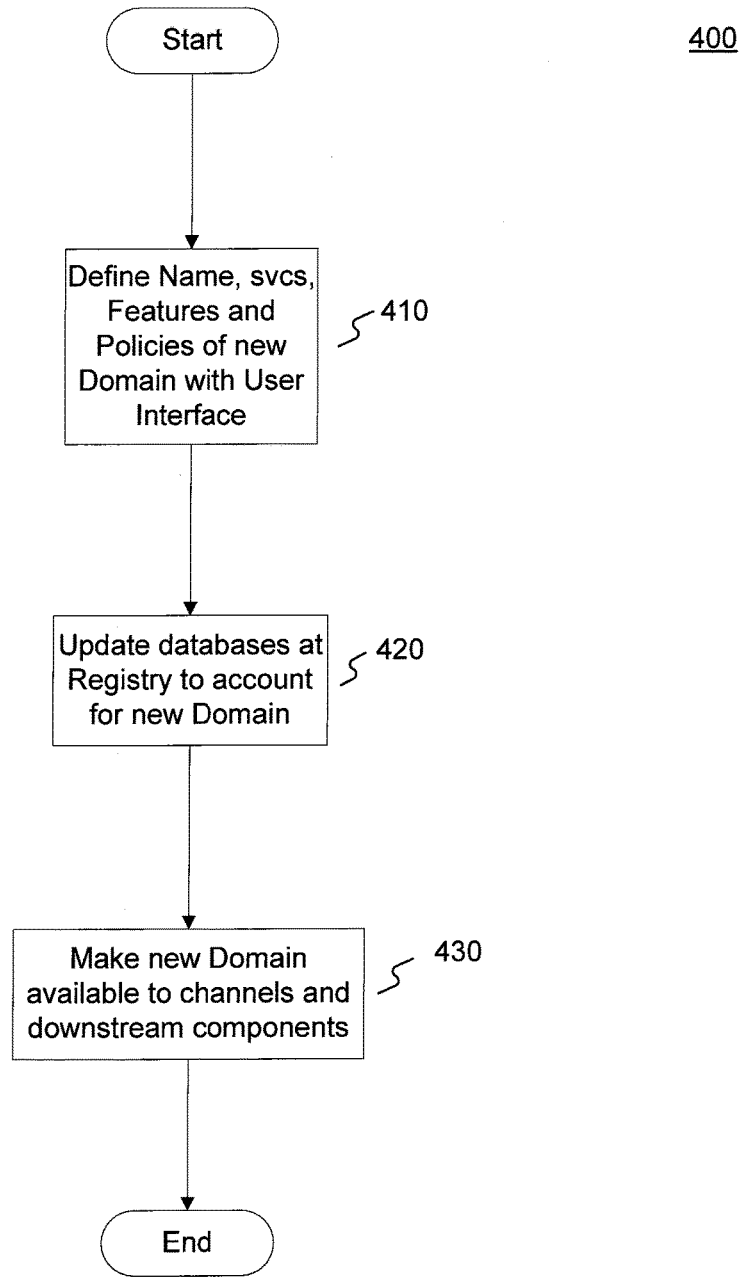 Start
400
Define Name, svcs,
Features and
Policies of new
Domain with User
Interface
410
Update databases at
Registry to account
for new Domain
420
Make new Domain
available to channels and
downstream components
430
End